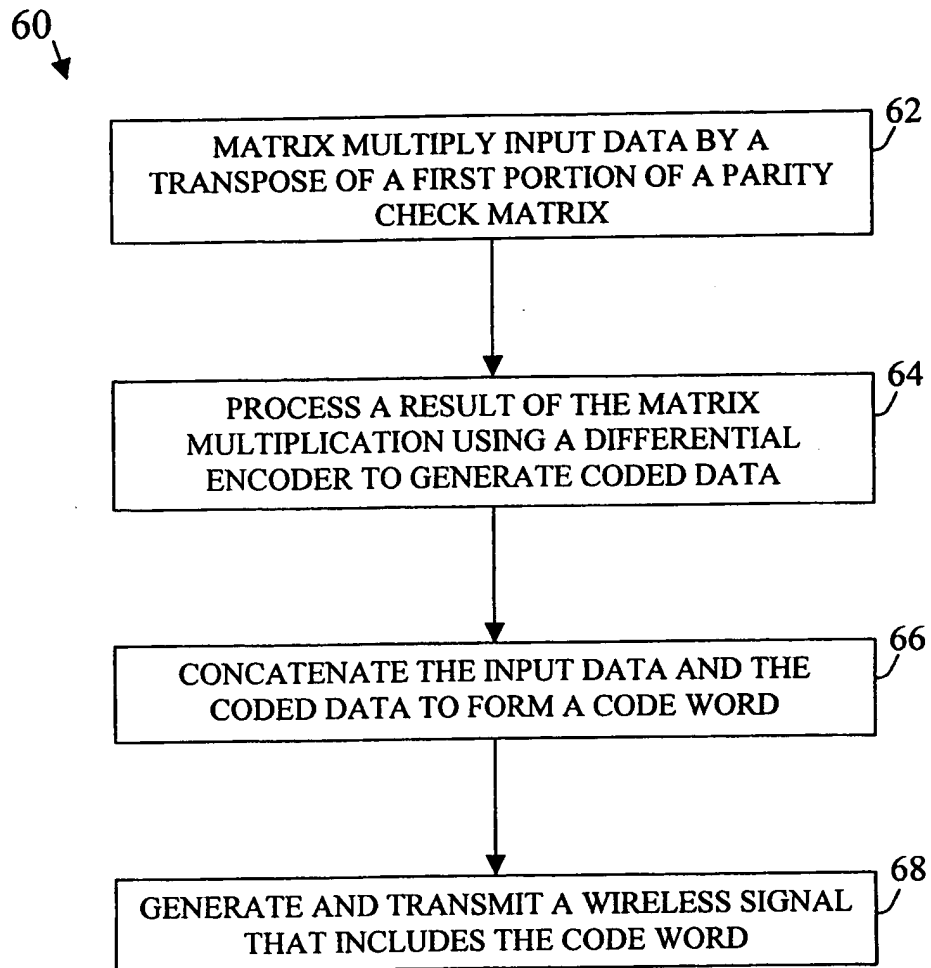 60
62
MATRIX MULTIPLY INPUT DATA BY A
TRANSPOSE OF A FIRST PORTION OF A PARITY
CHECK MATRIX
64
PROCESS A RESULT OF THE MATRIX
MULTIPLICATION USING A DIFFERENTIAL
ENCODER TO GENERATE CODED DATA
66
CONCATENATE THE INPUT DATA AND THE
CODED DATA TO FORM A CODE WORD
68
GENERATE AND TRANSMIT A WIRELESS SIGNAL
THAT INCLUDES THE CODE WORD